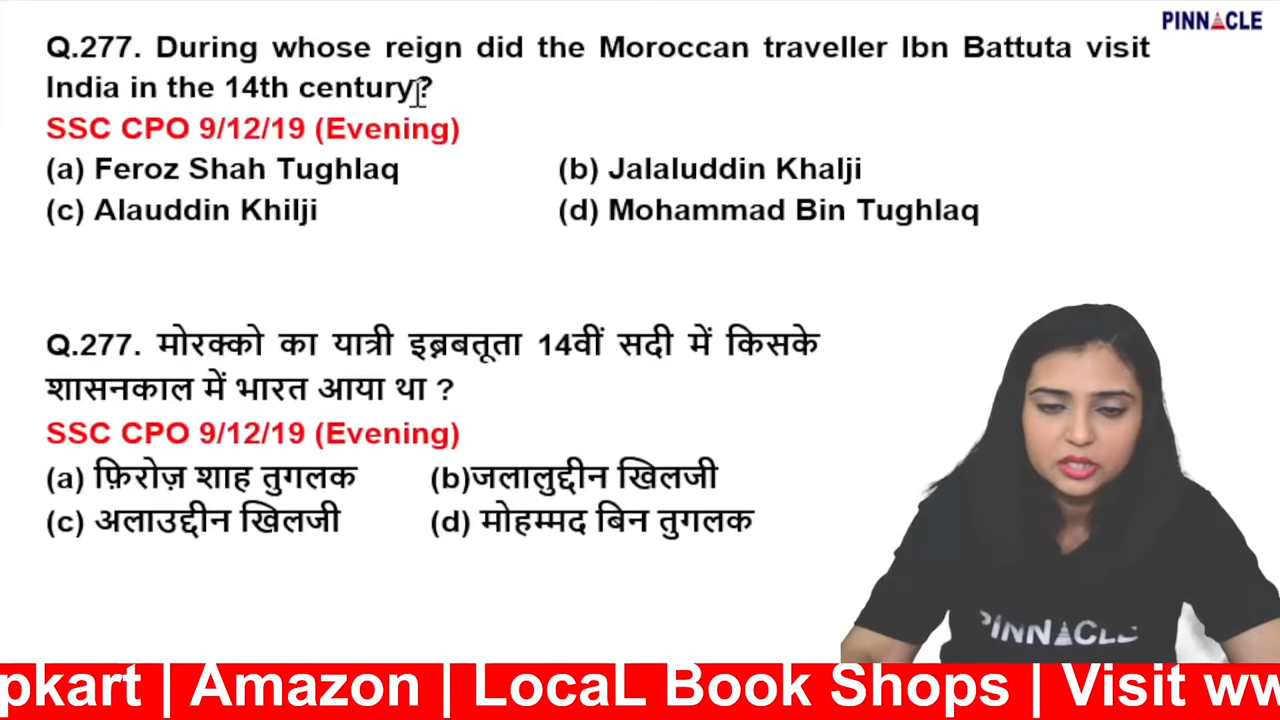 PINNACLE
Q.277. During whose reign did the Moroccan traveller Ibn Battuta visit
India in the 14th century?
SSC CPO 9/12/19 (Evening)
(a) Feroz Shah Tughlaq (b) Jalaluddin Khalji
(c) Alauddin Khilji (d) Mohammad Bin Tughlaq
Q.277. मोरक्को का यात्री इब्नबतूता 14वीं सदी में किसके
शासनकाल में भारत आया था ?
SSC CPO 9/12/19 (Evening)
(a) फ़िरोज़ शाह तुगलक (b)जलालुद्दीन खिलजी
(c) अलाउद्दीन खिलजी (d) मोहम्मद बिन तुगलक
PINNACLE
pkart | Amazon | LocaL Book Shops | Visit ww